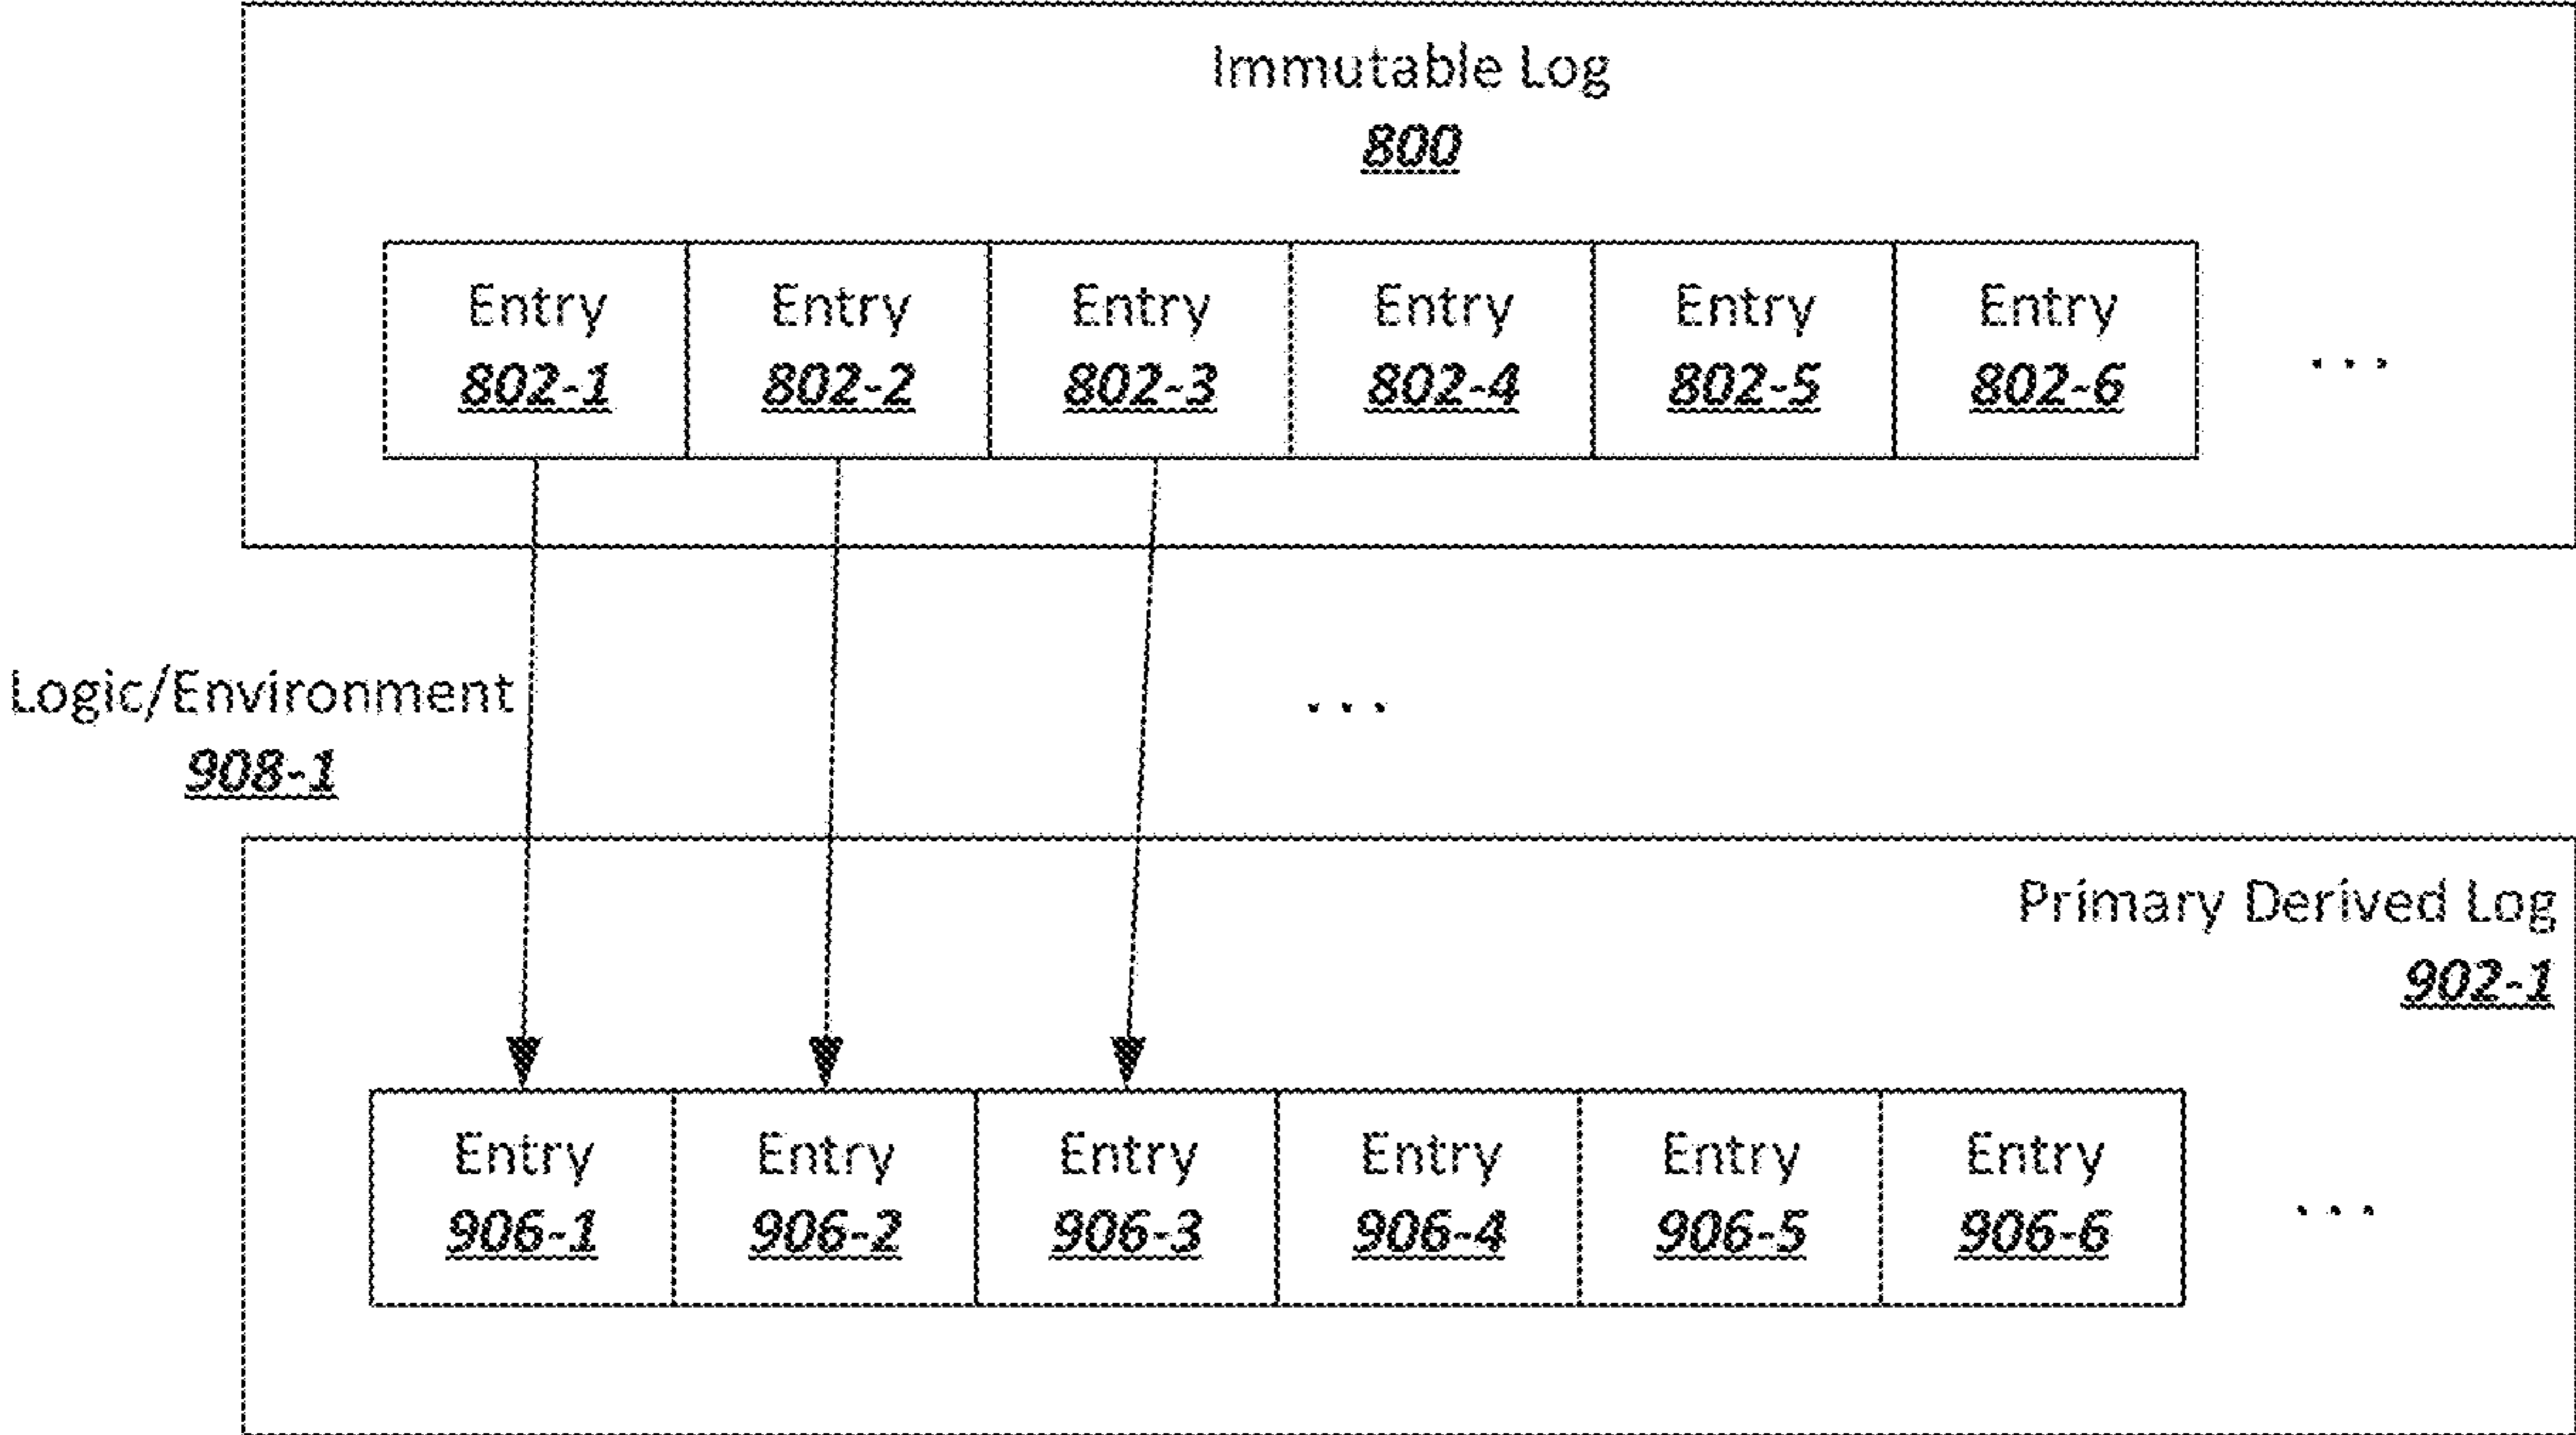 Immutable Log
800
Entry Entry Entry Entry Entry Entry
802-1 802-2 802-3 802-4 802-5 802-6 ...
Logic/Environment ...
908-1
Primary Derived Log
902-1
Entry Entry Entry Entry Entry Entry
906-1 906-2 906-3 906-4 906-5 906-6 ...